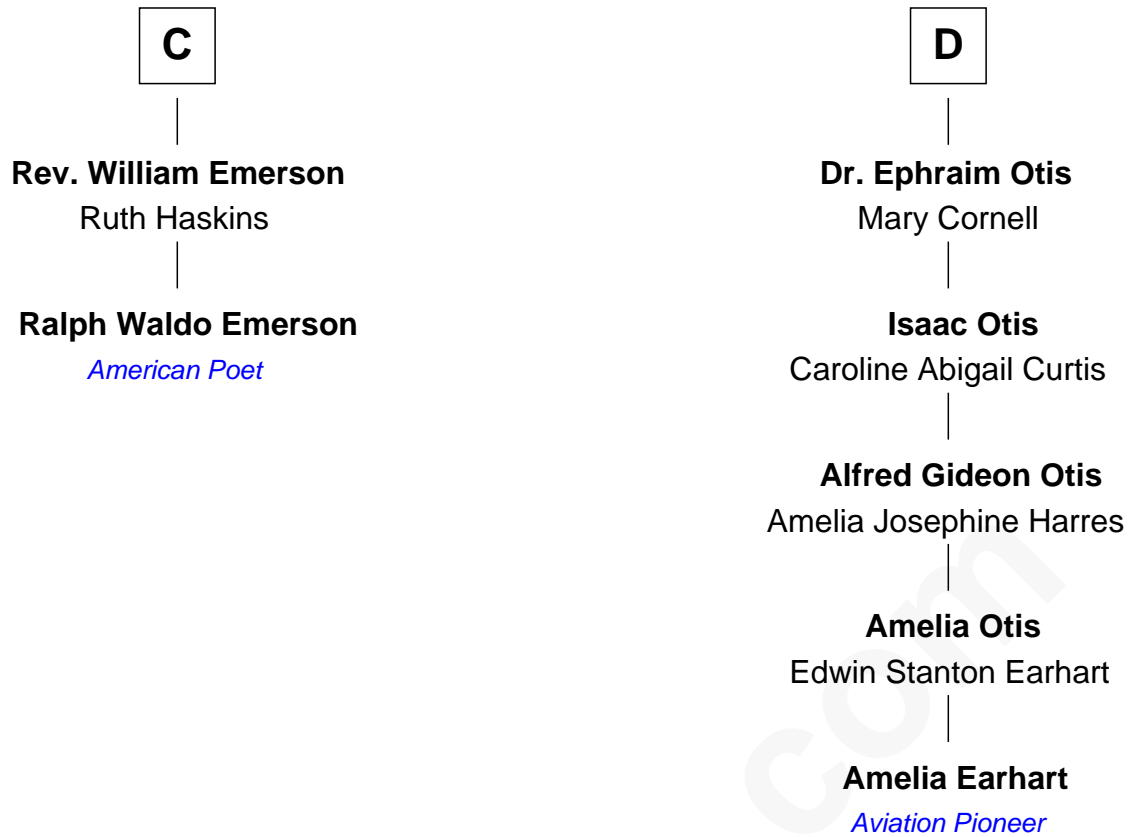 C
Rev. William Emerson
Ruth Haskins
Ralph Waldo Emerson
American Poet
D
Dr. Ephraim Otis
Mary Cornell
Isaac Otis
Caroline Abigail Curtis
Alfred Gideon Otis
Amelia Josephine Harres
Amelia Otis
Edwin Stanton Earhart
Amelia Earhart
Aviation Pioneer
com